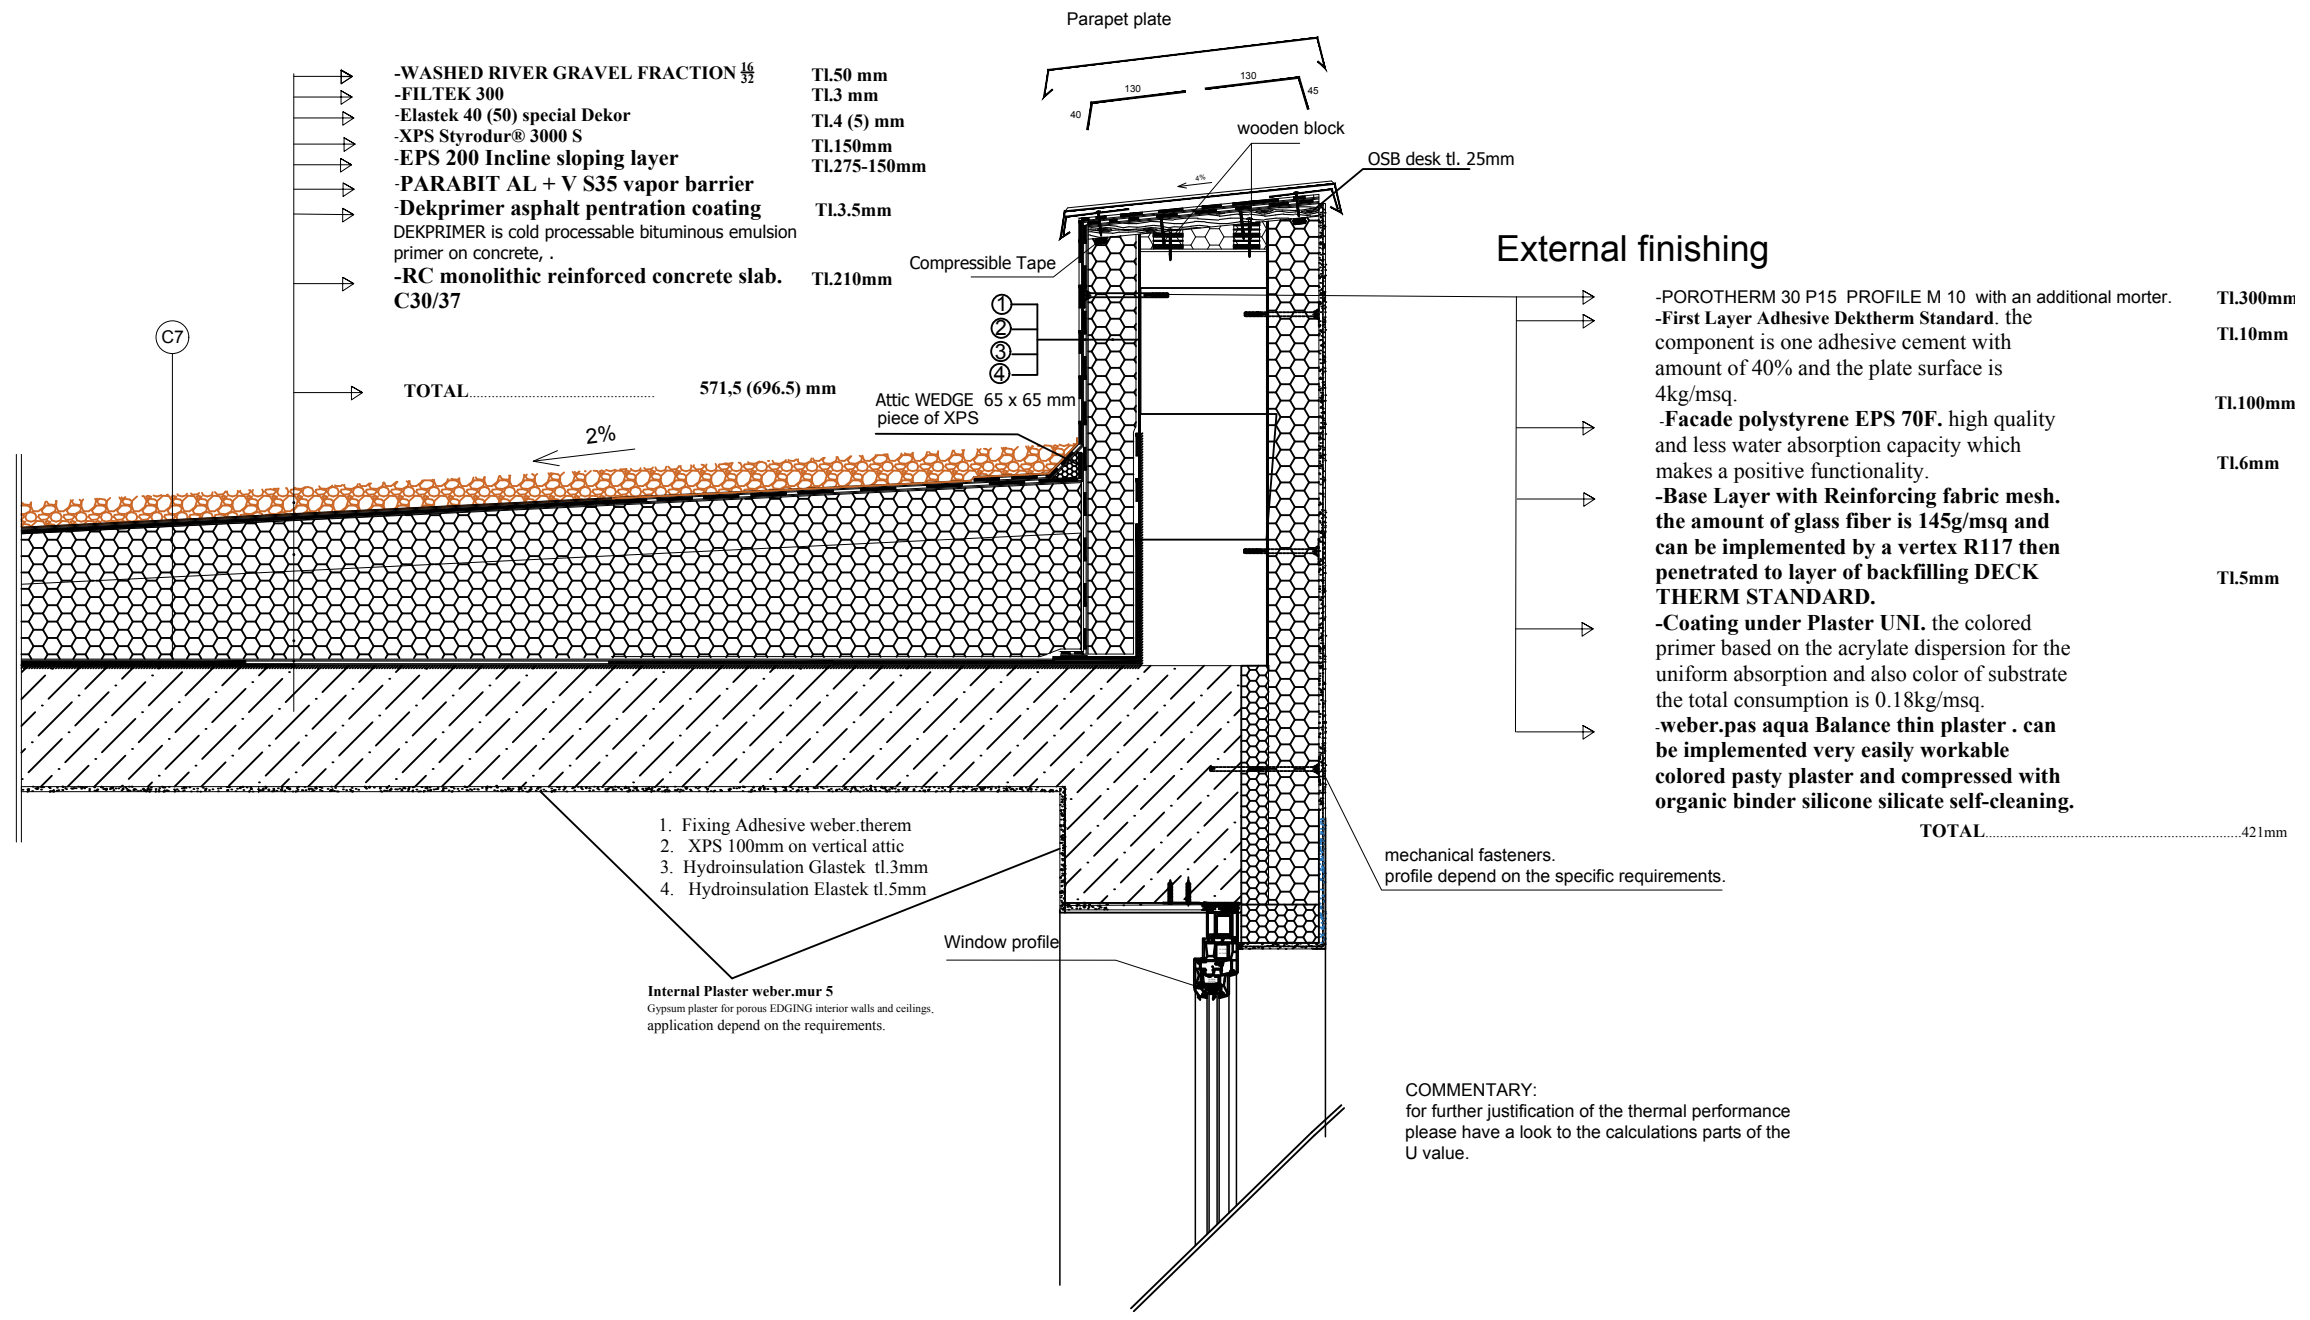 Parapet plate
130
130
40
45
wooden block
OSB desk tl. 25mm
4%
-WASHED RIVER GRAVEL FRACTION 16/32 Tl.50 mm
-FILTEK 300 Tl.3 mm
-Elastek 40 (50) special Dekor Tl.4 (5) mm
-XPS Styrodur® 3000 S Tl.150mm
-EPS 200 Incline sloping layer Tl.275-150mm
-PARABIT AL + V S35 vapor barrier
-Dekprimer asphalt pentration coating Tl.3.5mm
DEKPRIMER is cold processable bituminous emulsion
primer on concrete, .
-RC monolithic reinforced concrete slab. Tl.210mm
C30/37
C7
TOTAL 571,5 (696.5) mm
Compressible Tape
1
2
3
4
Attic WEDGE 65 x 65 mm
piece of XPS
2%
External finishing
-POROTHERM 30 P15 PROFILE M 10 with an additional morter. Tl.300mm
-First Layer Adhesive Dektherm Standard. the
component is one adhesive cement with Tl.10mm
amount of 40% and the plate surface is
4kg/msq. Tl.100mm
-Facade polystyrene EPS 70F. high quality
and less water absorption capacity which
makes a positive functionality. Tl.6mm
-Base Layer with Reinforcing fabric mesh.
the amount of glass fiber is 145g/msq and
can be implemented by a vertex R117 then
penetrated to layer of backfilling DECK Tl.5mm
THERM STANDARD.
-Coating under Plaster UNI. the colored
primer based on the acrylate dispersion for the
uniform absorption and also color of substrate
the total consumption is 0.18kg/msq.
-weber.pas aqua Balance thin plaster . can
be implemented very easily workable
colored pasty plaster and compressed with
organic binder silicone silicate self-cleaning.
TOTAL 421mm
1. Fixing Adhesive weber.therem
2. XPS 100mm on vertical attic
3. Hydroinsulation Glastek tl.3mm
4. Hydroinsulation Elastek tl.5mm
mechanical fasteners.
profile depend on the specific requirements.
Window profile
Internal Plaster weber.mur 5
Gypsum plaster for porous EDGING interior walls and ceilings.
application depend on the requirements.
COMMENTARY:
for further justification of the thermal performance
please have a look to the calculations parts of the
U value.